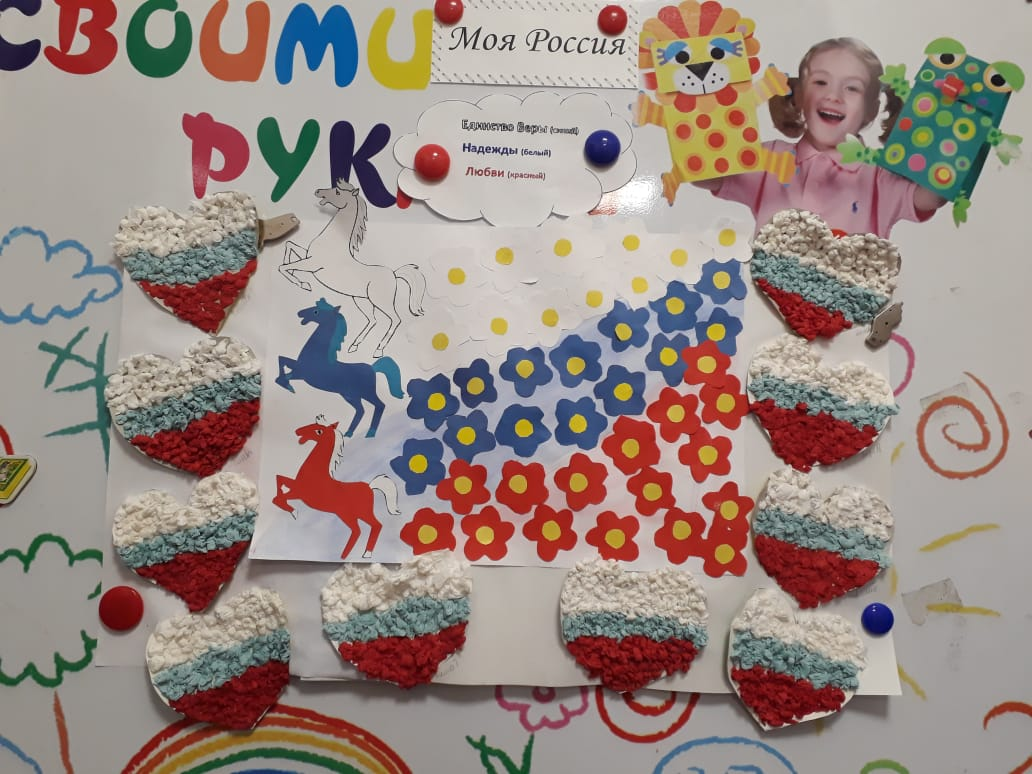 СВОИМИ
РУК
Моя Россия
Единство Веры (синий)
Надежды (белый)
Любви (красный)